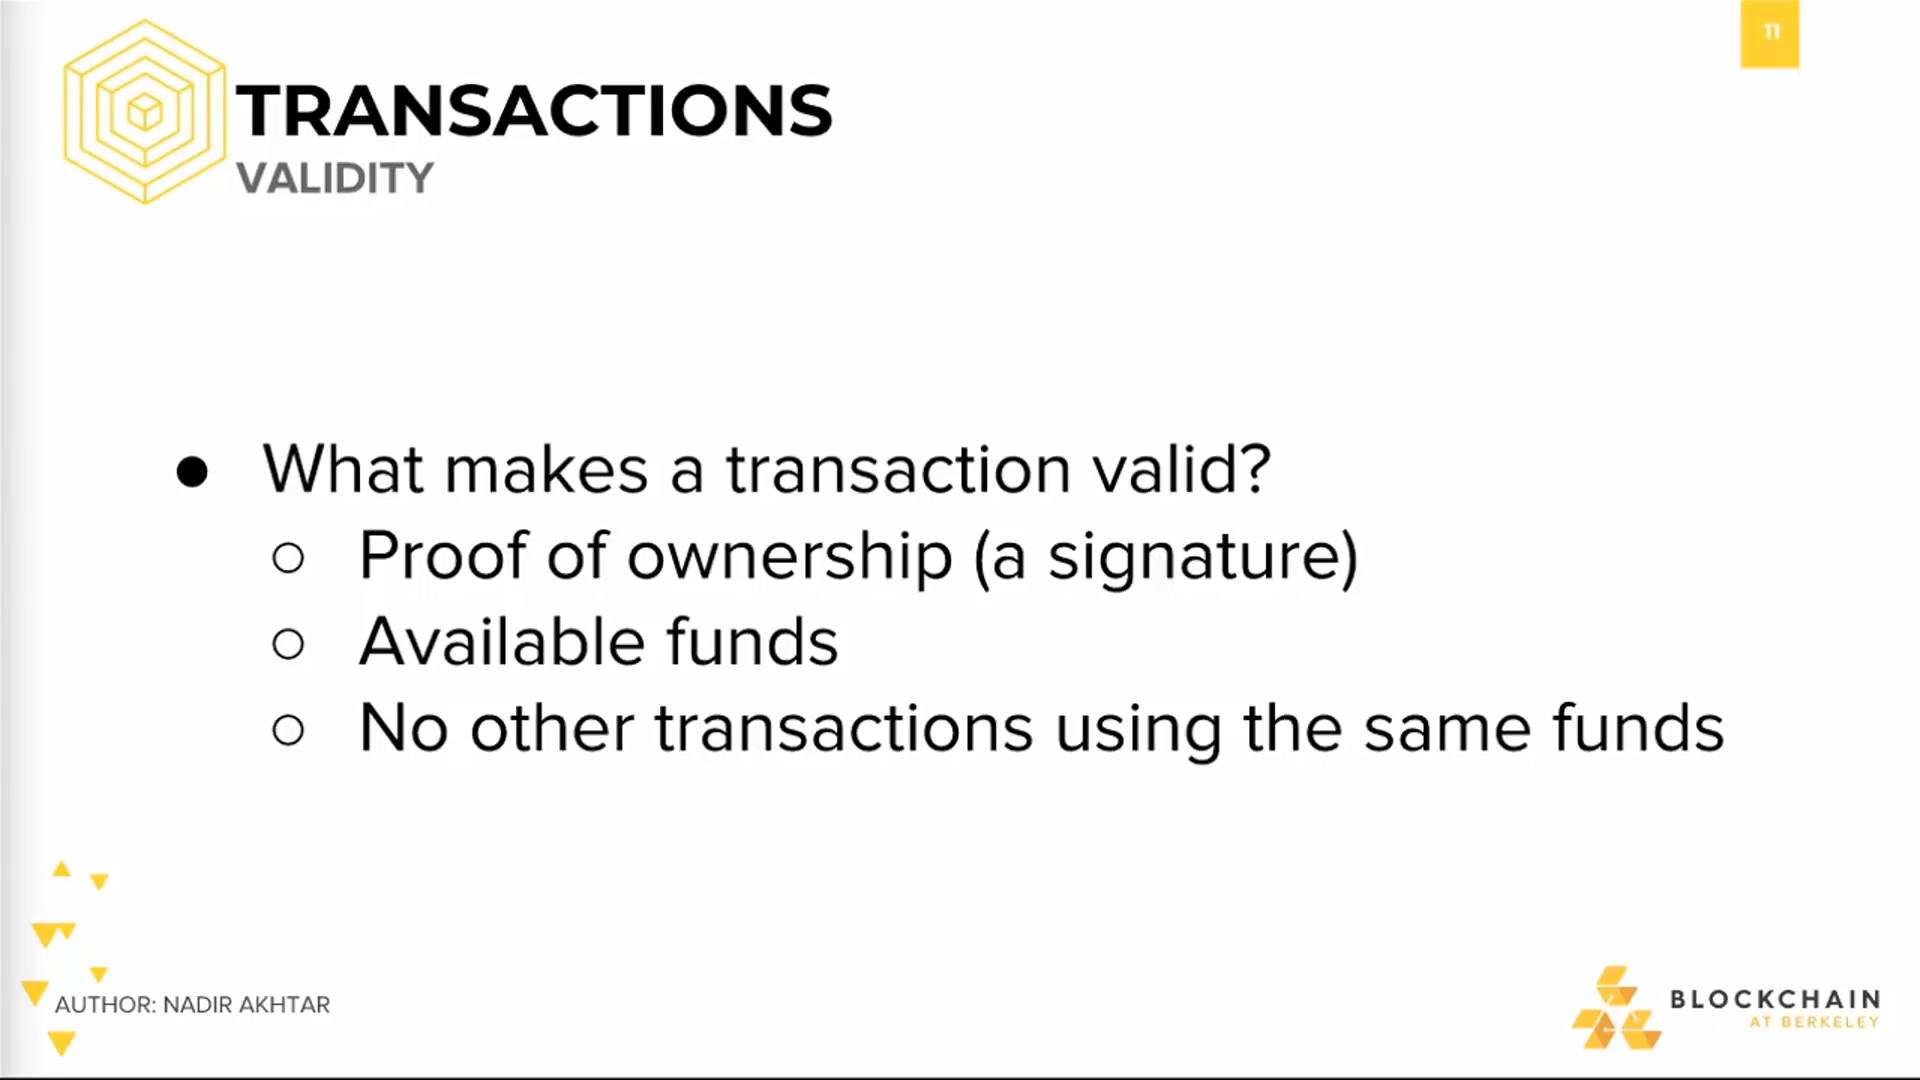 11
TRANSACTIONS
VALIDITY
● What makes a transaction valid?
○ Proof of ownership (a signature)
○ Available funds
○ No other transactions using the same funds
AUTHOR: NADIR AKHTAR
BLOCKCHAIN
AT BERKELEY